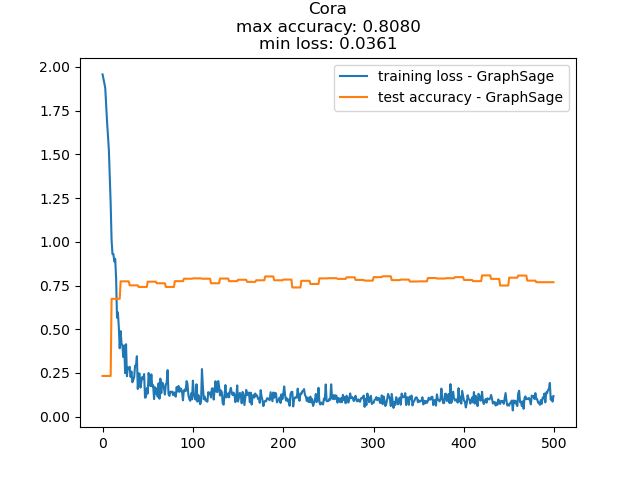 Cora
max accuracy: 0.8080
min loss: 0.0361
training loss - GraphSage
test accuracy - GraphSage
2.00
1.75
1.50
1.25
1.00
0.75
0.50
0.25
0.00
0 100 200 300 400 500